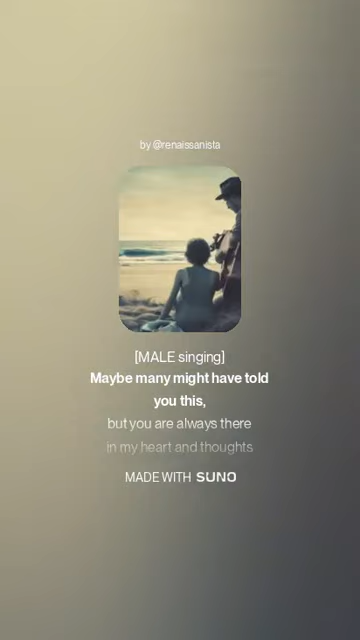 by @renaissanista
[MALE singing]
Maybe many might have told
you this,
but you are always there
in my heart and thoughts
MADE WITH SUNO